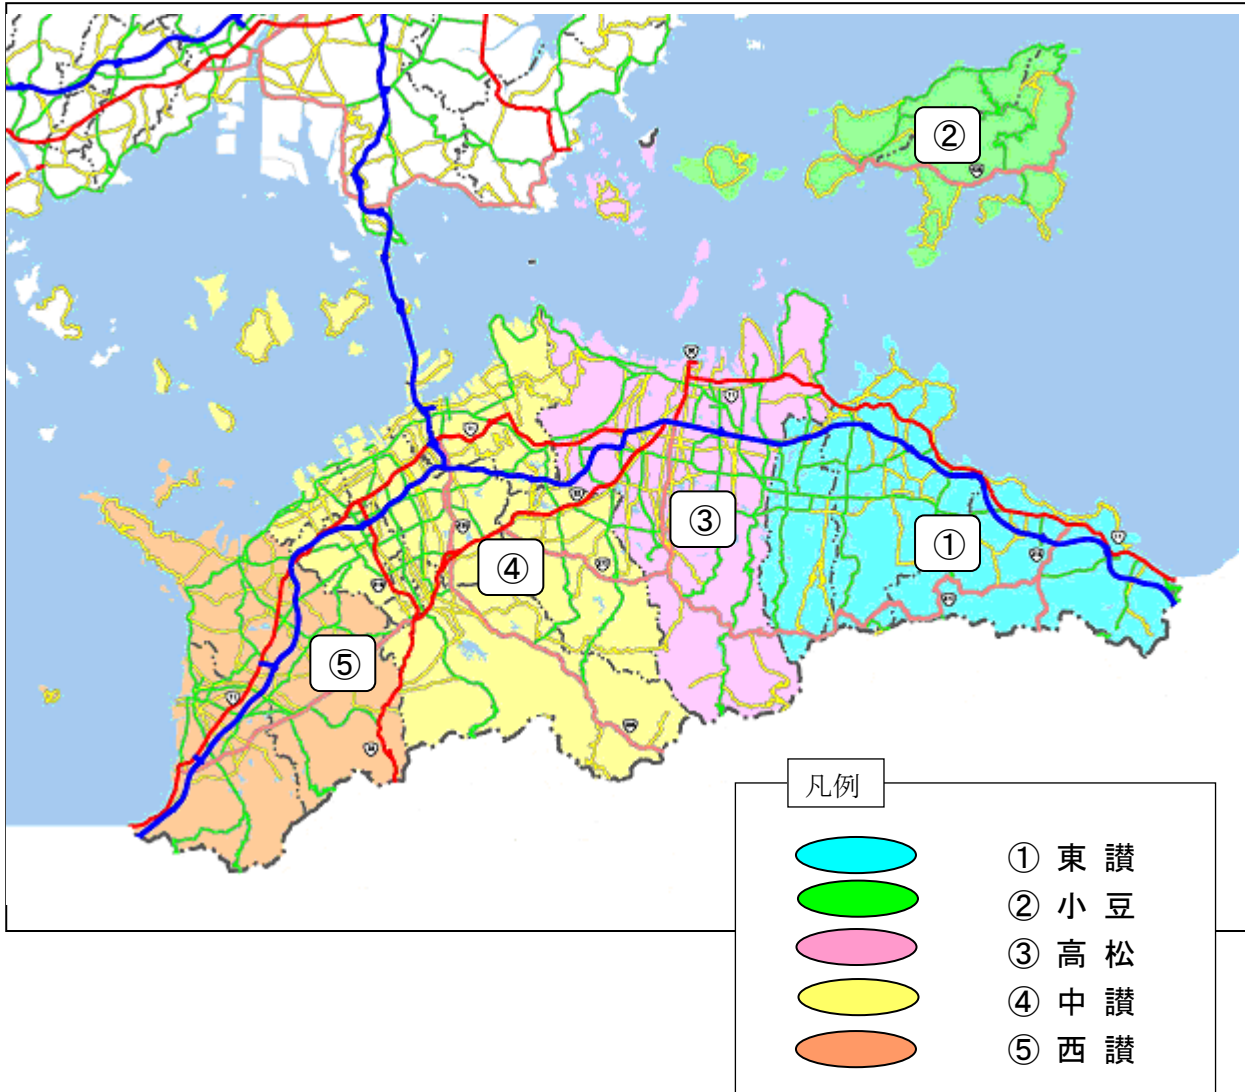 ②
③
①
④
⑤
凡例
① 東 讃
② 小 豆
③ 高 松
④ 中 讃
⑤ 西 讃